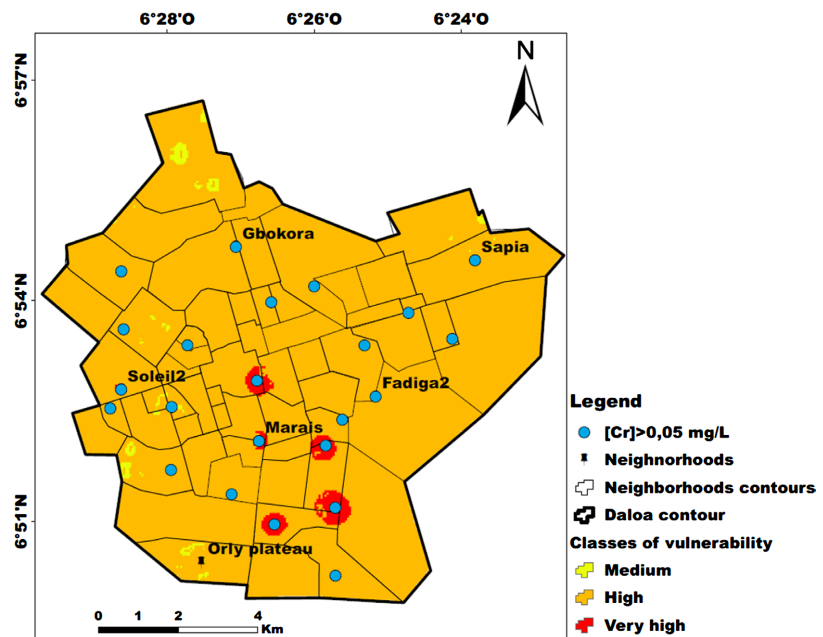 6°28'O 6°26'O 6°24'O
6°57'N
N
Gbokora
Sapia
6°54'N
Soleil2
Fadiga2
Marais
6°51'N
Orly plateau
0 1 2 4
Km
Legend
[Cr]>0,05 mg/L
Neighnorhoods
Neighborhoods contours
Daloa contour
Classes of vulnerability
Medium
High
Very high